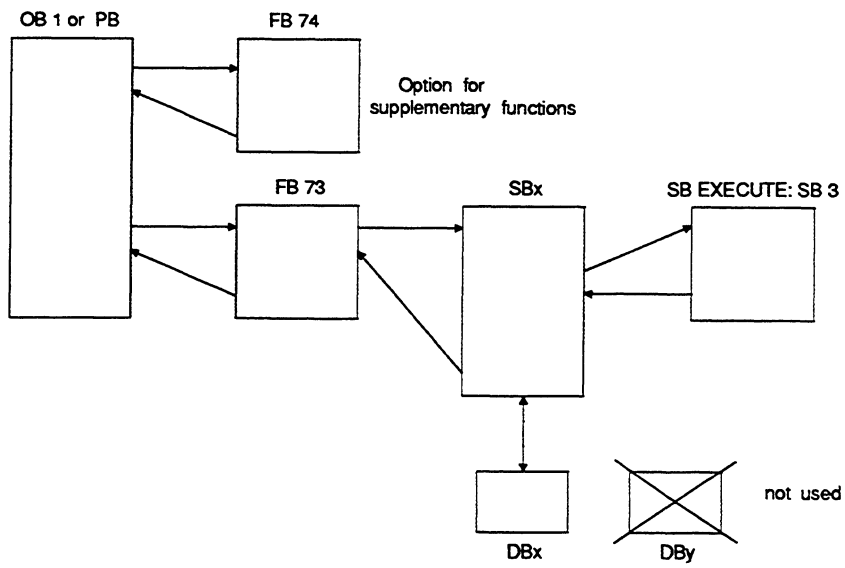 OB 1 or PB
FB 74
Option for
supplementary functions
FB 73
SBx
SB EXECUTE: SB 3
not used
DBx
DBy